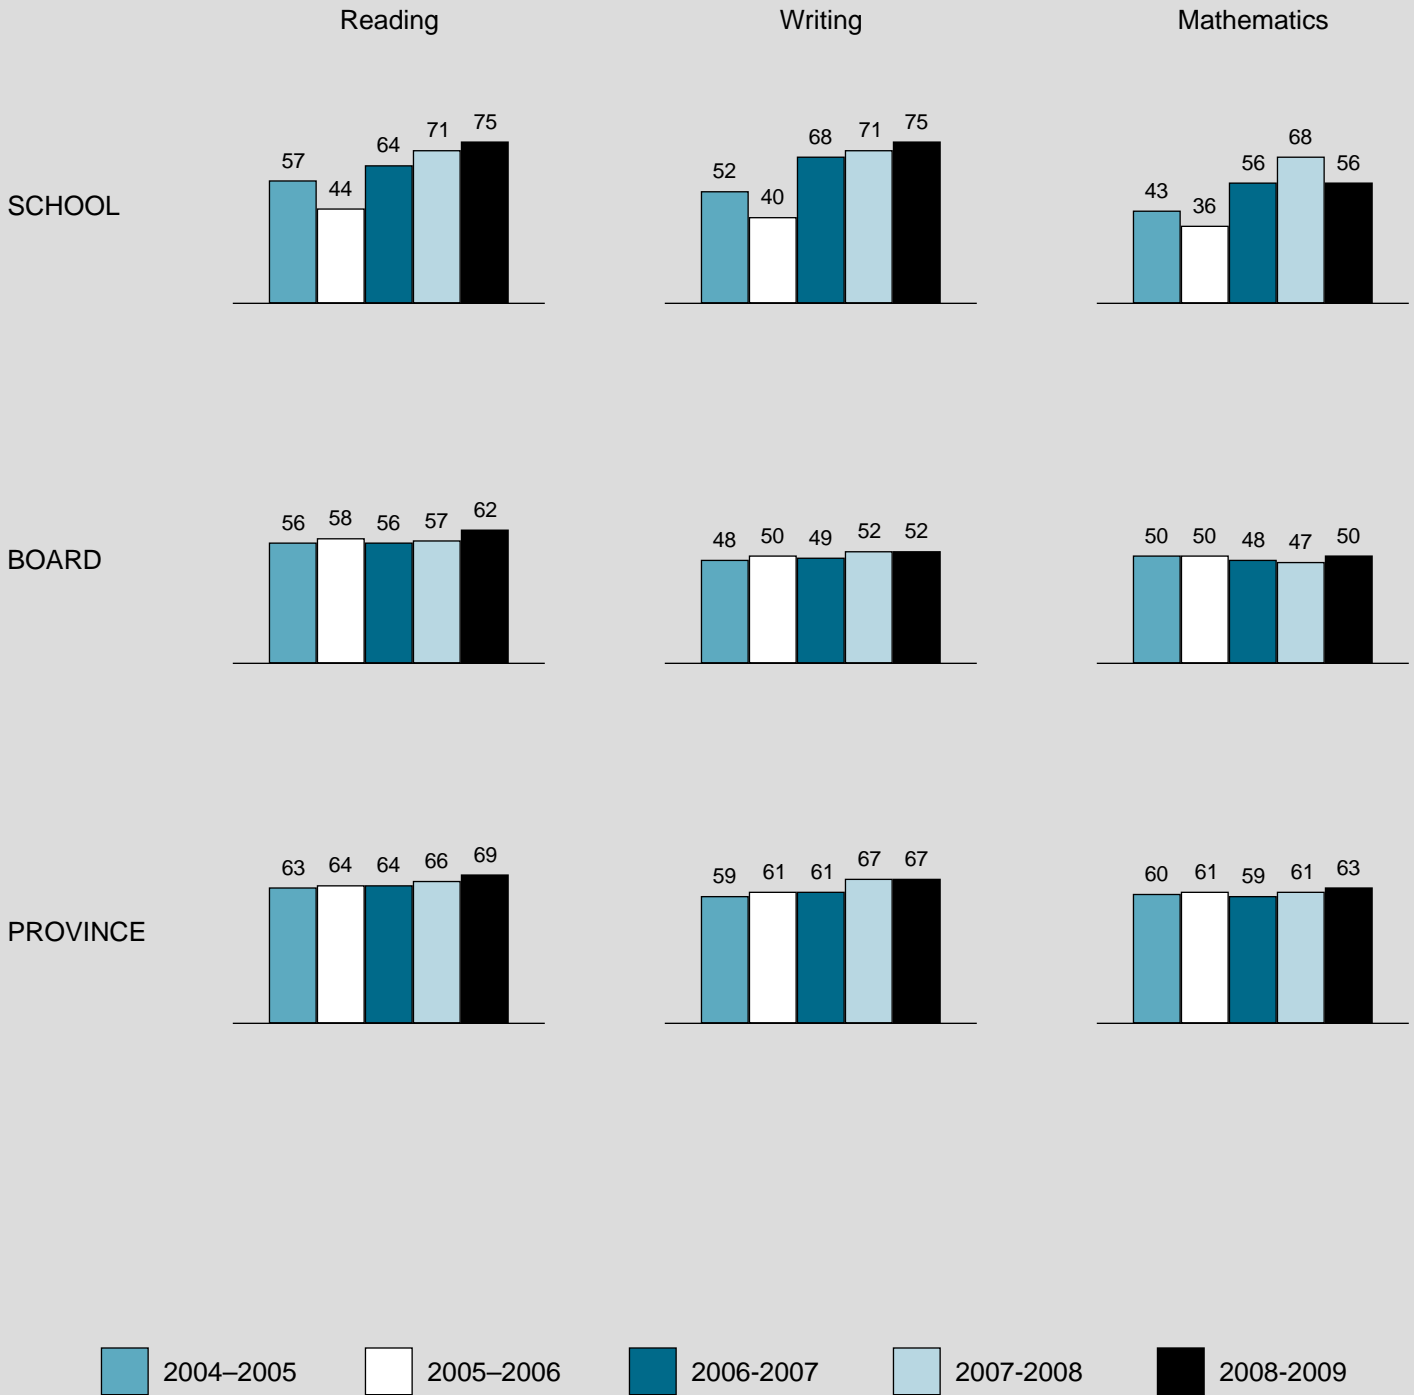 Reading Writing Mathematics
SCHOOL
57 44 64 71 75
52 40 68 71 75
43 36 56 68 56
BOARD
56 58 56 57 62
48 50 49 52 52
50 50 48 47 50
PROVINCE
63 64 64 66 69
59 61 61 67 67
60 61 59 61 63
2004–2005 2005–2006 2006-2007 2007-2008 2008-2009